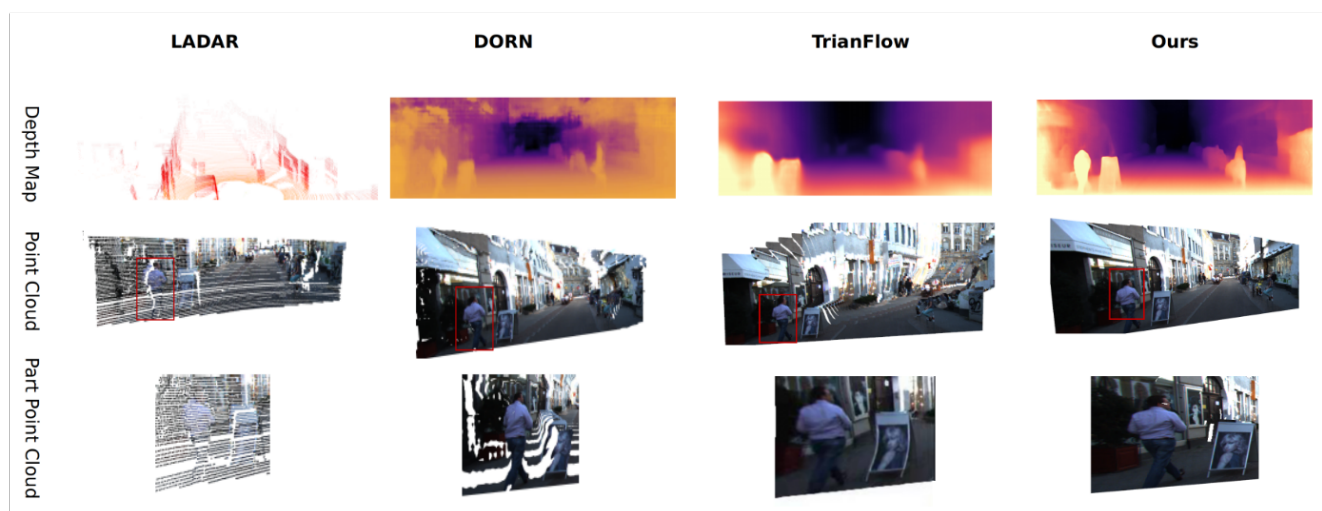 LADAR DORN TrianFlow Ours
Depth Map
Point Cloud
Part Point Cloud